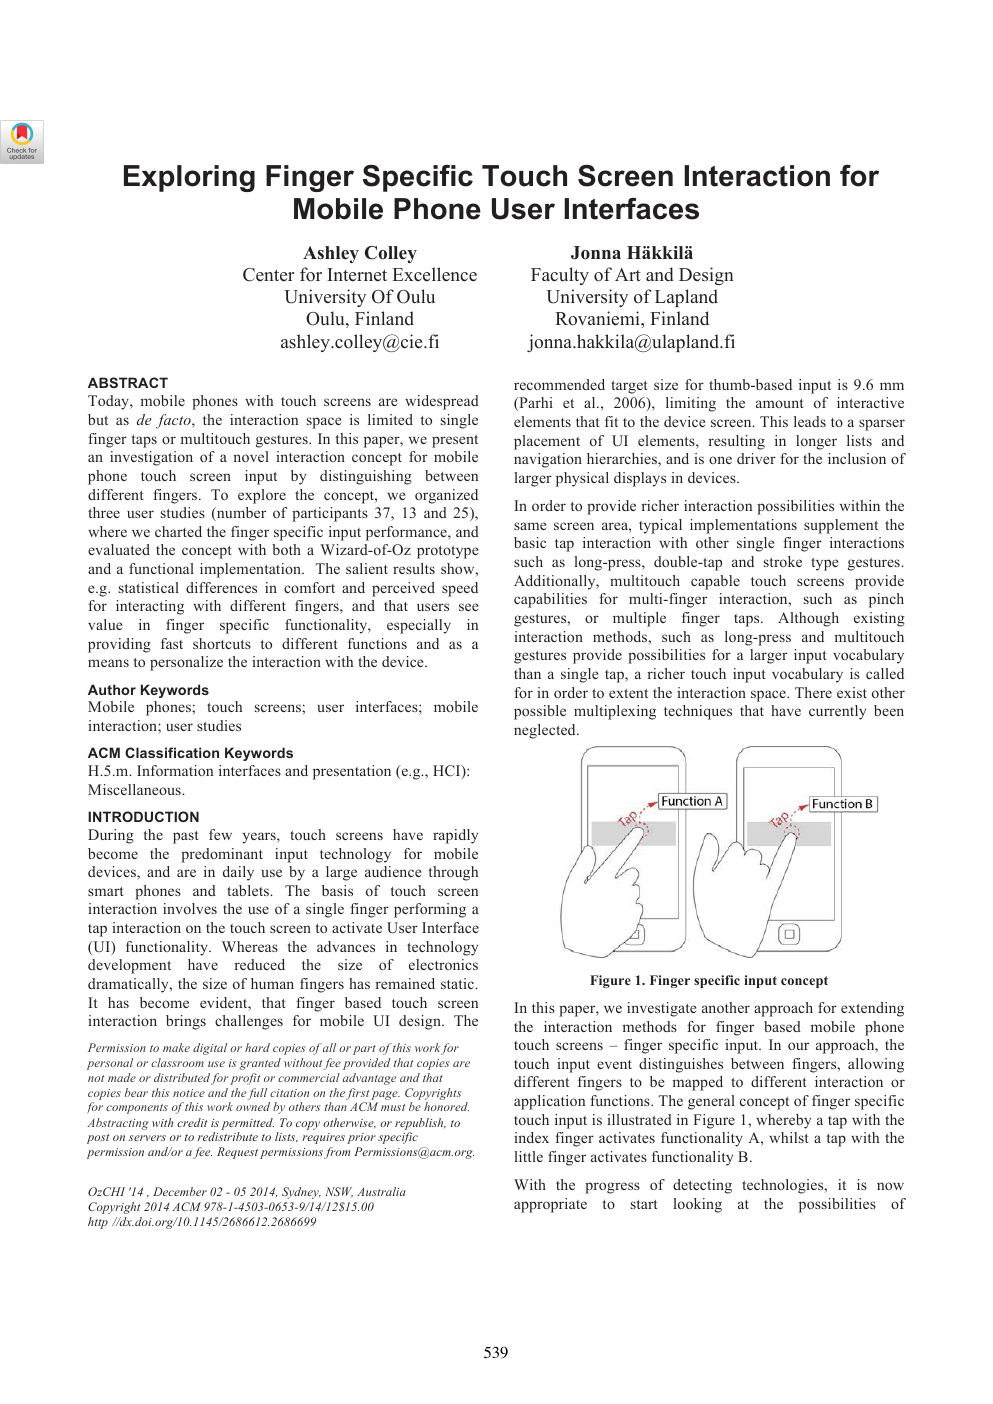 Check for
updates
Exploring Finger Specific Touch Screen Interaction for
Mobile Phone User Interfaces
Ashley Colley
Center for Internet Excellence
University Of Oulu
Oulu, Finland
ashley.colley@cie.fi
Jonna Häkkilä
Faculty of Art and Design
University of Lapland
Rovaniemi, Finland
jonna.hakkila@ulapland.fi
ABSTRACT
Today, mobile phones with touch screens are widespread
but as de facto, the interaction space is limited to single
finger taps or multitouch gestures. In this paper, we present
an investigation of a novel interaction concept for mobile
phone touch screen input by distinguishing between
different fingers. To explore the concept, we organized
three user studies (number of participants 37, 13 and 25),
where we charted the finger specific input performance, and
evaluated the concept with both a Wizard-of-Oz prototype
and a functional implementation. The salient results show,
e.g. statistical differences in comfort and perceived speed
for interacting with different fingers, and that users see
value in finger specific functionality, especially in
providing fast shortcuts to different functions and as a
means to personalize the interaction with the device.
Author Keywords
Mobile phones; touch screens; user interfaces; mobile
interaction; user studies
ACM Classification Keywords
H.5.m. Information interfaces and presentation (e.g., HCI):
Miscellaneous.
INTRODUCTION
During the past few years, touch screens have rapidly
become the predominant input technology for mobile
devices, and are in daily use by a large audience through
smart phones and tablets. The basis of touch screen
interaction involves the use of a single finger performing a
tap interaction on the touch screen to activate User Interface
(UI) functionality. Whereas the advances in technology
development have reduced the size of electronics
dramatically, the size of human fingers has remained static.
It has become evident, that finger based touch screen
interaction brings challenges for mobile UI design. The
Permission to make digital or hard copies of all or part of this work for
personal or classroom use is granted without fee provided that copies are
not made or distributed for profit or commercial advantage and that
copies bear this notice and the full citation on the first page. Copyrights
for components of this work owned by others than ACM must be honored.
Abstracting with credit is permitted. To copy otherwise, or republish, to
post on servers or to redistribute to lists, requires prior specific
permission and/or a fee. Request permissions from Permissions@acm.org.
OzCHI '14 , December 02 - 05 2014, Sydney, NSW, Australia
Copyright 2014 ACM 978-1-4503-0653-9/14/12$15.00
http //dx.doi.org/10.1145/2686612.2686699
recommended target size for thumb-based input is 9.6 mm
(Parhi et al., 2006), limiting the amount of interactive
elements that fit to the device screen. This leads to a sparser
placement of UI elements, resulting in longer lists and
navigation hierarchies, and is one driver for the inclusion of
larger physical displays in devices.
In order to provide richer interaction possibilities within the
same screen area, typical implementations supplement the
basic tap interaction with other single finger interactions
such as long-press, double-tap and stroke type gestures.
Additionally, multitouch capable touch screens provide
capabilities for multi-finger interaction, such as pinch
gestures, or multiple finger taps. Although existing
interaction methods, such as long-press and multitouch
gestures provide possibilities for a larger input vocabulary
than a single tap, a richer touch input vocabulary is called
for in order to extent the interaction space. There exist other
possible multiplexing techniques that have currently been
neglected.
Tap
Function A
Tap
Function B
Figure 1. Finger specific input concept
In this paper, we investigate another approach for extending
the interaction methods for finger based mobile phone
touch screens – finger specific input. In our approach, the
touch input event distinguishes between fingers, allowing
different fingers to be mapped to different interaction or
application functions. The general concept of finger specific
touch input is illustrated in Figure 1, whereby a tap with the
index finger activates functionality A, whilst a tap with the
little finger activates functionality B.
With the progress of detecting technologies, it is now
appropriate to start looking at the possibilities of
539